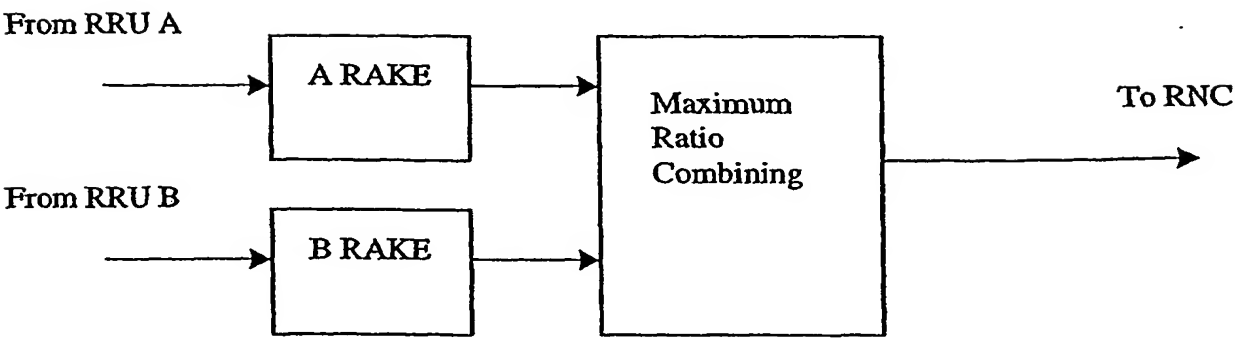 From RRU A
A RAKE
Maximum
Ratio
Combining
To RNC
From RRU B
B RAKE